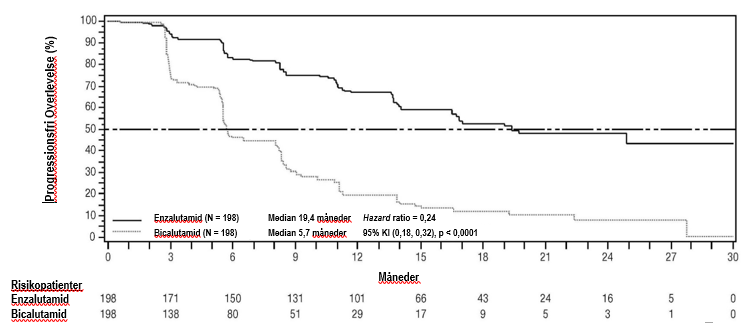 Progressionsfri Overlevelse (%)
100
90
80
70
60
50
40
30
20
10
0
Enzalutamid (N = 198) Median 19,4 måneder Hazard ratio = 0,24
Bicalutamid (N = 198) Median 5,7 måneder 95% KI (0,18, 0,32), p < 0,0001
0 3 6 9 12 15 18 21 24 27 30
Måneder
Risikopatienter
Enzalutamid 198 171 150 131 101 66 43 24 16 5 0
Bicalutamid 198 138 80 51 29 17 9 5 3 1 0